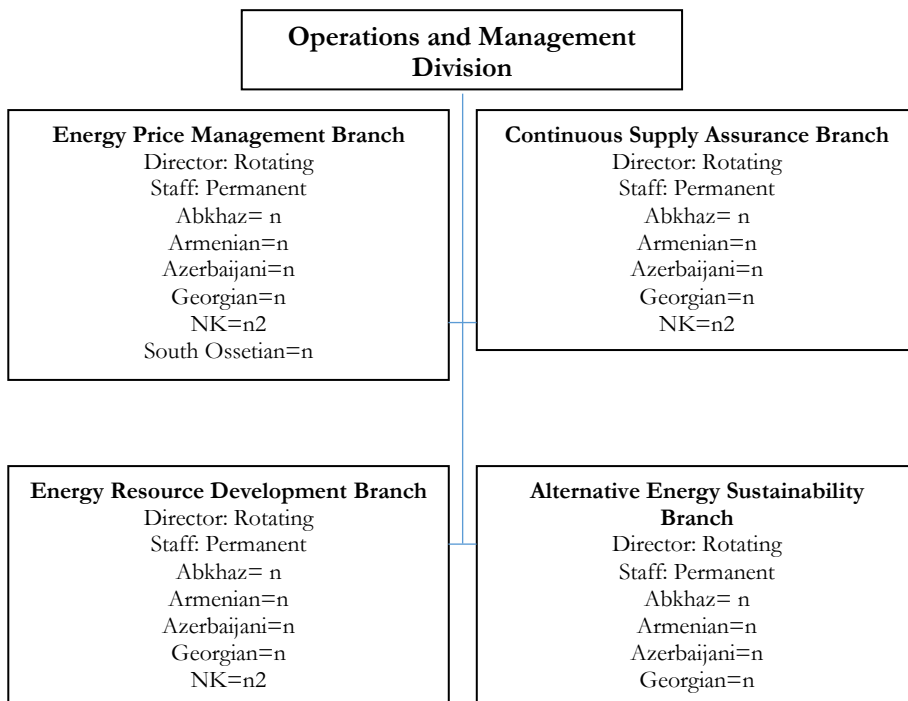 Operations and Management
Division
Energy Price Management Branch
Director: Rotating
Staff: Permanent
Abkhaz= n
Armenian=n
Azerbaijani=n
Georgian=n
NK=n2
South Ossetian=n
Continuous Supply Assurance Branch
Director: Rotating
Staff: Permanent
Abkhaz= n
Armenian=n
Azerbaijani=n
Georgian=n
NK=n2
Energy Resource Development Branch
Director: Rotating
Staff: Permanent
Abkhaz= n
Armenian=n
Azerbaijani=n
Georgian=n
NK=n2
Alternative Energy Sustainability
Branch
Director: Rotating
Staff: Permanent
Abkhaz= n
Armenian=n
Azerbaijani=n
Georgian=n